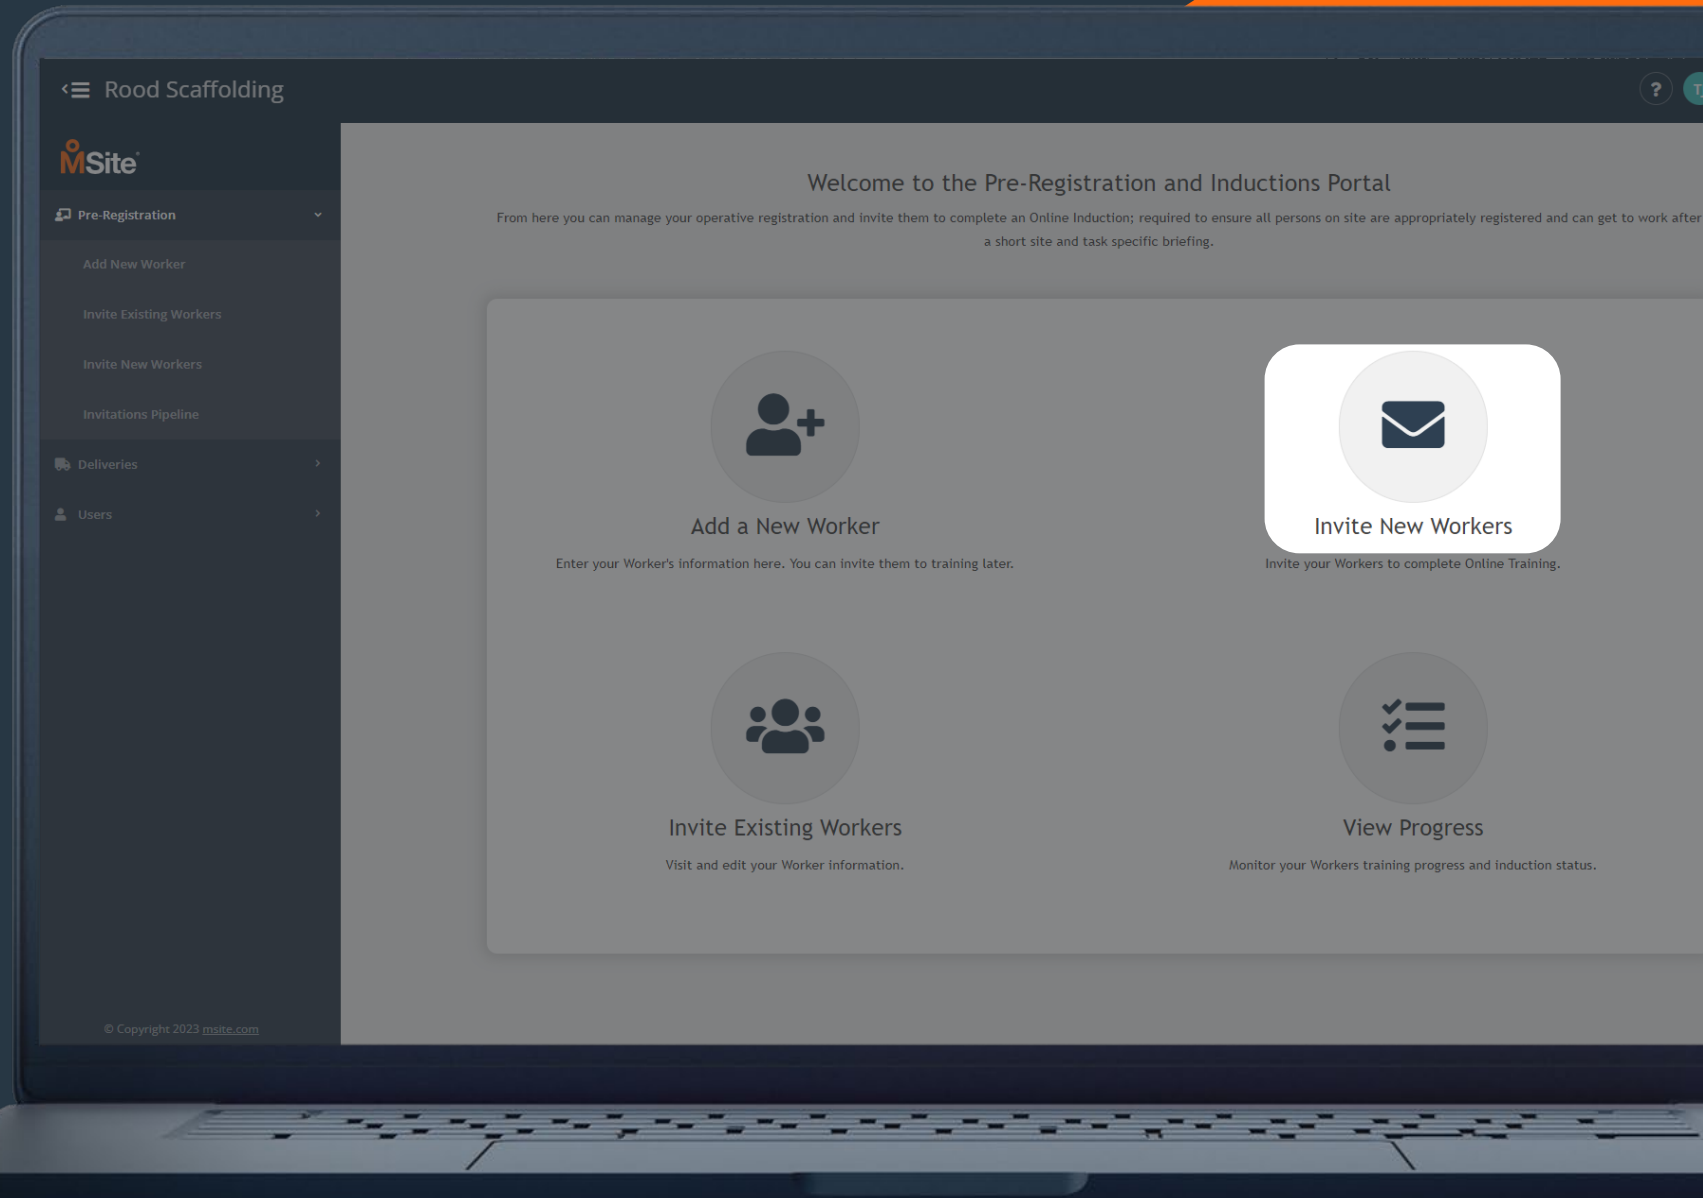 Rood Scaffolding
?
MSite
Pre-Registration
Add New Worker
Invite Existing Workers
Invite New Workers
Invitations Pipeline
Deliveries
Users
© Copyright 2023 msite.com
Welcome to the Pre-Registration and Inductions Portal
From here you can manage your operative registration and invite them to complete an Online Induction; required to ensure all persons on site are appropriately registered and can get to work after
a short site and task specific briefing.
Add a New Worker
Enter your Worker's information here. You can invite them to training later.
Invite New Workers
Invite your Workers to complete Online Training.
Invite Existing Workers
Visit and edit your Worker information.
View Progress
Monitor your Workers training progress and induction status.